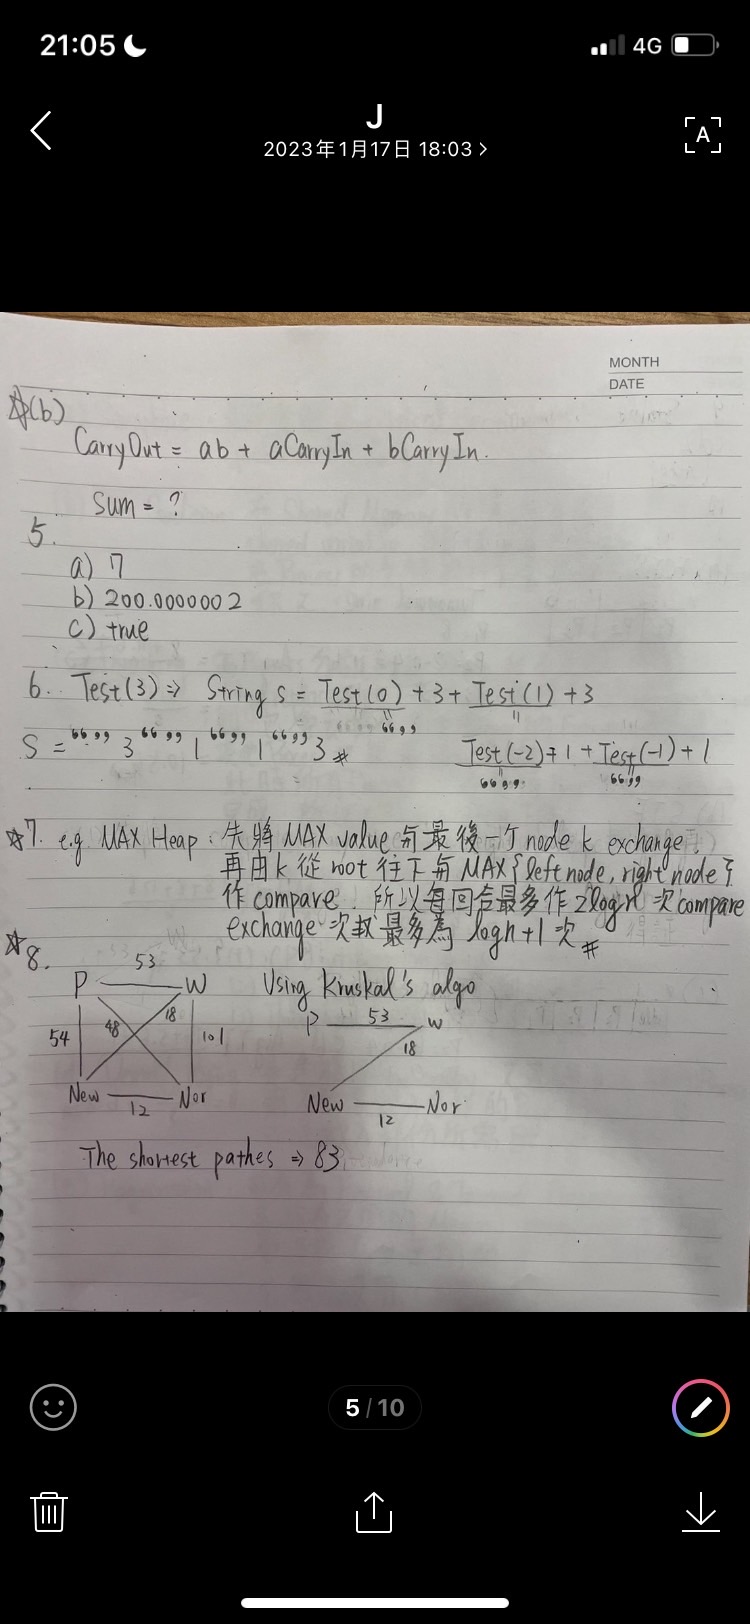 21:05
4G
J
2023年1月17日 18:03 >
A
MONTH
DATE
☆(b)
CarryOut = ab + aCarryIn + bCarryIn.
Sum = ?
5.
a) 7
b) 200.0000002
c) true
6. Test(3) => String s = Test(0) + 3 + Test(1) + 3
S = “” 3 “” 1 “” 1 “” 3 #
“”
Test(-2) + 1 + Test(-1) + 1
“” “”
☆7. e.g. MAX Heap: 先將 MAX value 與最後一个 node k exchange.
再由 k 從 root 往下與 MAX{left node, right node}
作 compare. 所以每回合最多作 2logn 次 compare
exchange 次數最多為 logn+1 次 #
☆8.
53
P W Using Kruskal's algo
P 53 W
54 48 18 101
18
New 12 Nor
New 12 Nor
The shortest pathes => 83
5 / 10